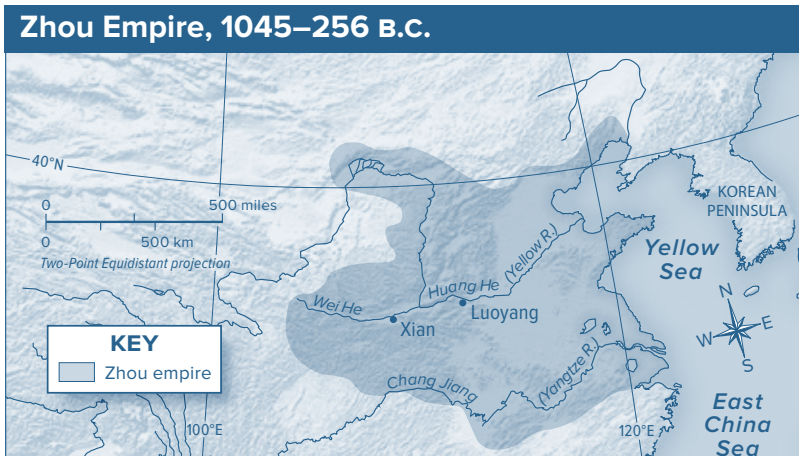 Zhou Empire, 1045–256 B.C.
40°N
0
500 miles
0
500 km
Two-Point Equidistant projection
KOREAN
PENINSULA
Yellow
Sea
Huang He
(Yellow R.)
Wei He
Luoyang
Xian
N
W
E
S
KEY
Zhou empire
Chang Jiang
(Yangtze R.)
100°E
120°E
East
China
Sea